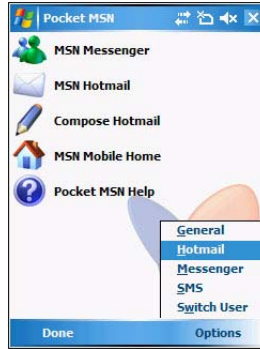 Pocket MSN
MSN Messenger
MSN Hotmail
Compose Hotmail
MSN Mobile Home
Pocket MSN Help
General
Hotmail
Messenger
SMS
Switch User
Done
Options